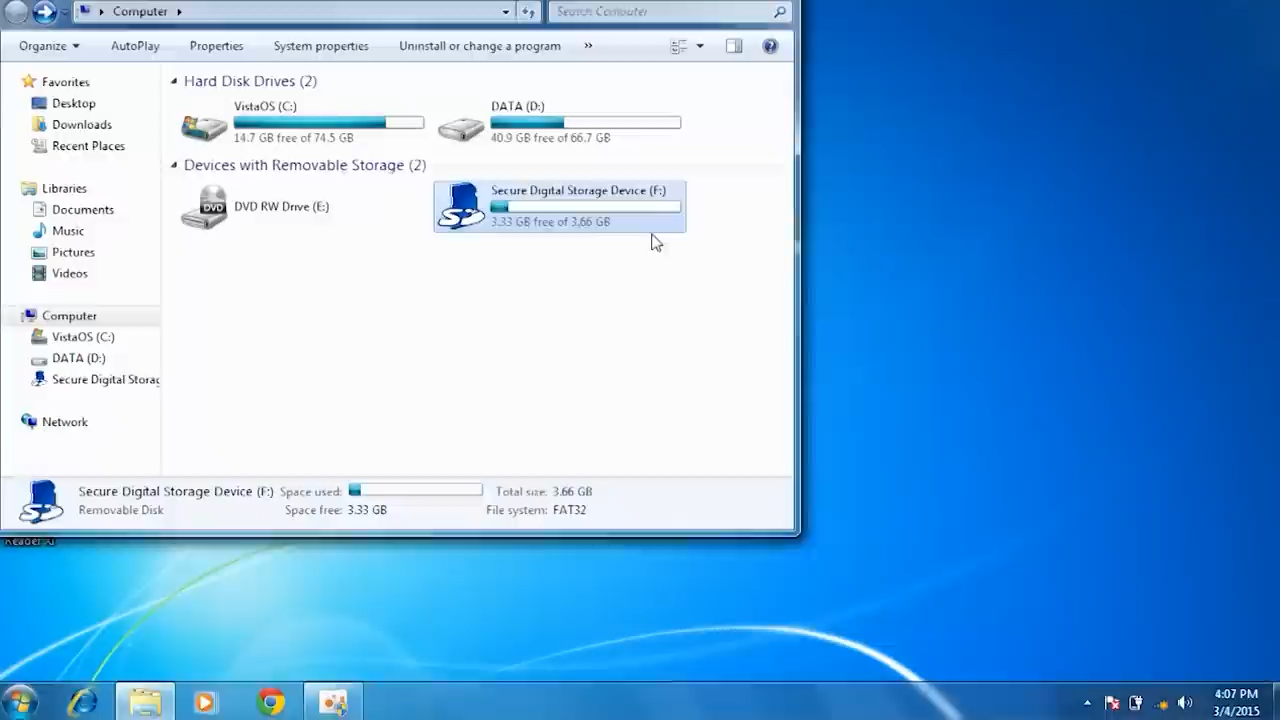 Computer
Search Computer
Organize AutoPlay Properties System properties Uninstall or change a program »
Favorites
Desktop
Downloads
Recent Places
Libraries
Documents
Music
Pictures
Videos
Computer
VistaOS (C:)
DATA (D:)
Secure Digital Storag
Network
Hard Disk Drives (2)
VistaOS (C:)
14.7 GB free of 74.5 GB
DATA (D:)
40.9 GB free of 66.7 GB
Devices with Removable Storage (2)
DVD
DVD RW Drive (E:)
Secure Digital Storage Device (F:)
3.33 GB free of 3.66 GB
Secure Digital Storage Device (F:) Space used: Total size: 3.66 GB
Removable Disk Space free: 3.33 GB File system: FAT32
Reader XI
4:07 PM
3/4/2015